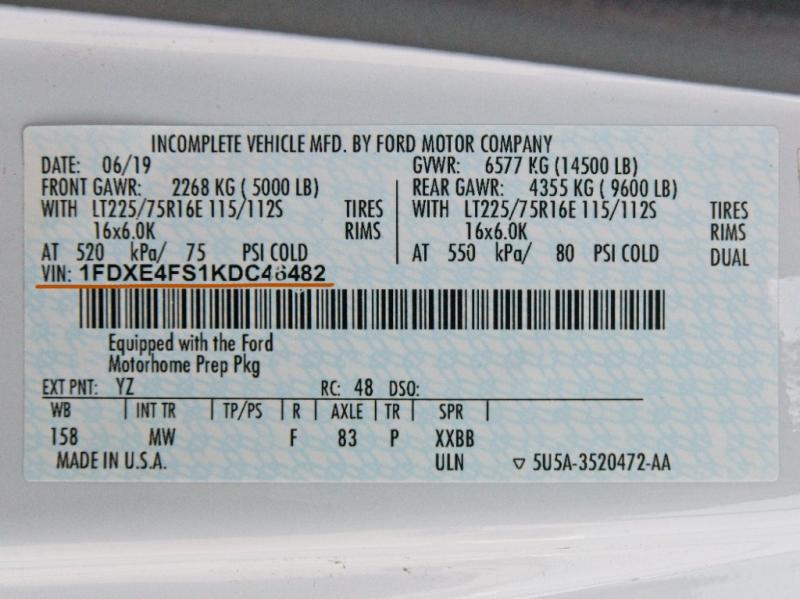 INCOMPLETE VEHICLE MFD. BY FORD MOTOR COMPANY
DATE: 06/19 GVWR: 6577 KG (14500 LB)
FRONT GAWR: 2268 KG ( 5000 LB) REAR GAWR: 4355 KG ( 9600 LB)
WITH LT225/75R16E 115/112S TIRES WITH LT225/75R16E 115/112S TIRES
16x6.0K RIMS 16x6.0K RIMS
AT 520 kPa/ 75 PSI COLD AT 550 kPa/ 80 PSI COLD DUAL
VIN: 1FDXE4FS1KDC46482
Equipped with the Ford
Motorhome Prep Pkg
EXT PNT: YZ RC: 48 DSO:
WB INT TR TP/PS R AXLE TR SPR
158 MW F 83 P XXBB
MADE IN U.S.A. ULN ▽ 5U5A-3520472-AA